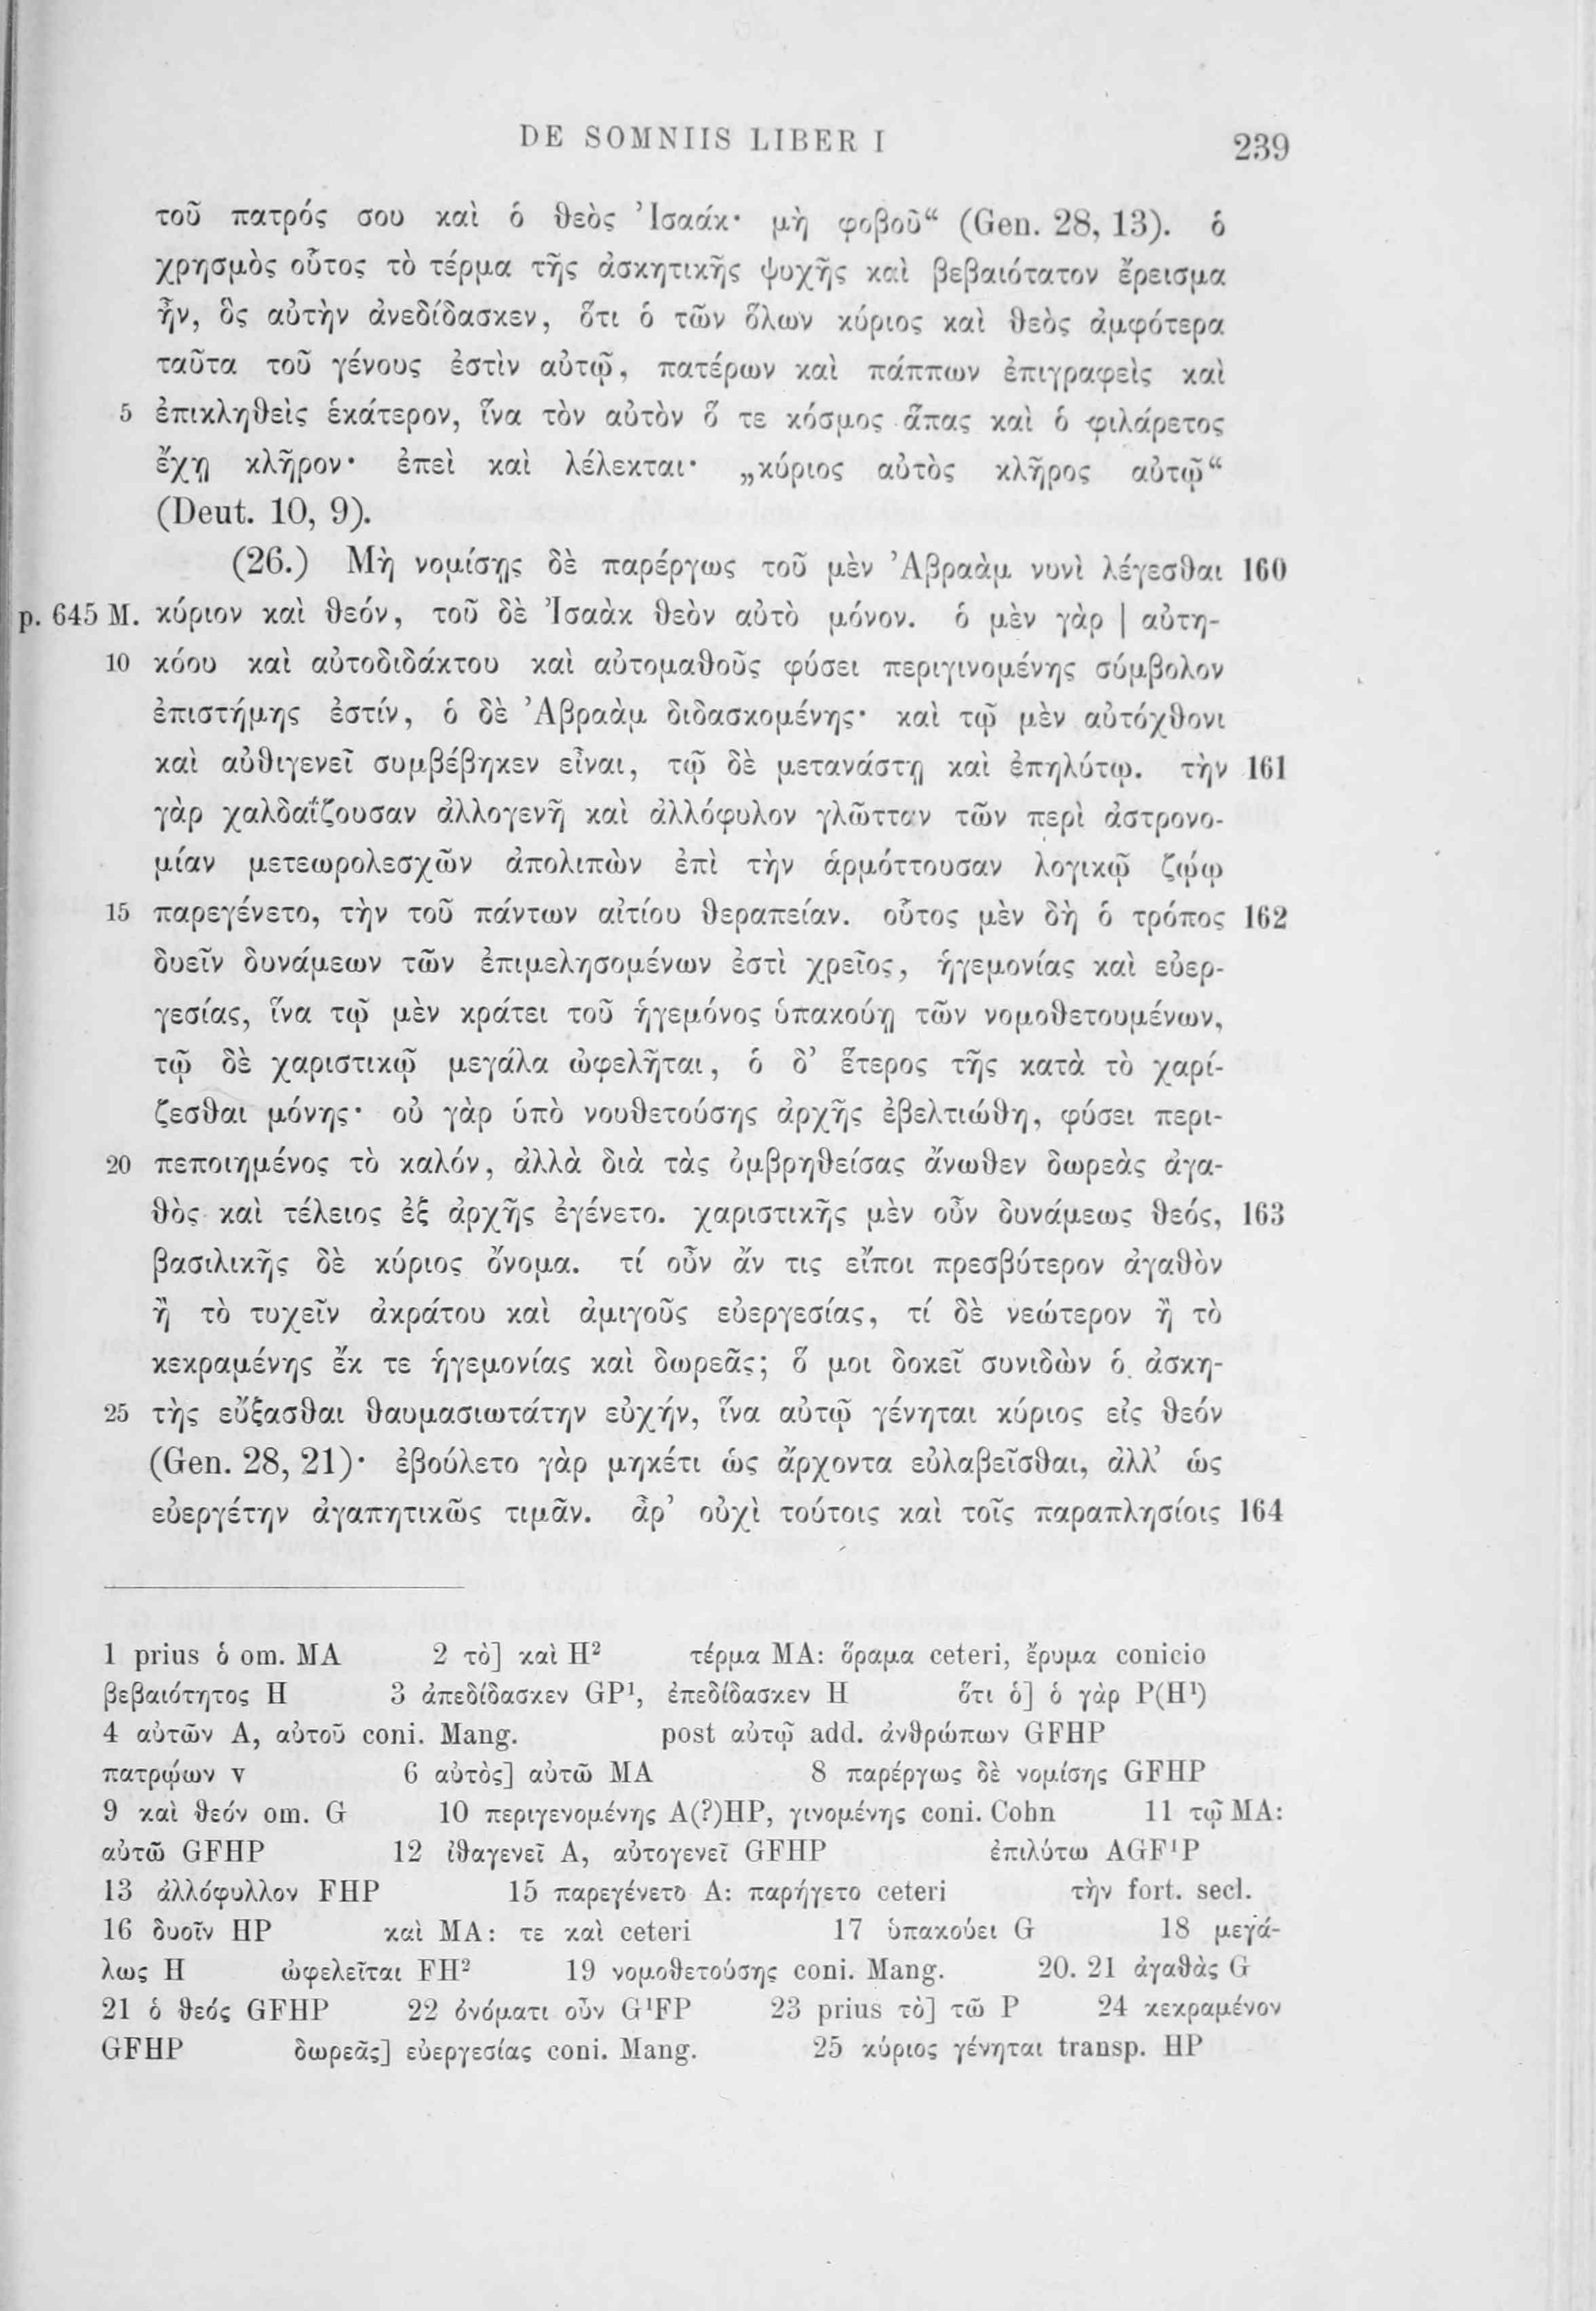 DE SOMNIIS LIBER I 239
τοῦ πατρός σου καὶ ὁ θεὸς Ἰσαάκ· μὴ φοβοῦ“ (Gen. 28, 13). ὁ
χρησμὸς οὗτος τὸ τέρμα τῆς ἀσκητικῆς ψυχῆς καὶ βεβαιότατον ἔρεισμα
ἦν, ὃς αὐτὴν ἀνεδίδασκεν, ὅτι ὁ τῶν ὅλων κύριος καὶ θεὸς ἀμφότερα
ταῦτα τοῦ γένους ἐστὶν αὐτῷ, πατέρων καὶ πάππων ἐπιγραφεὶς καὶ
5 ἐπικληθεὶς ἑκάτερον, ἵνα τὸν αὐτὸν ὅ τε κόσμος ἅπας καὶ ὁ φιλάρετος
ἔχῃ κλῆρον· ἐπεὶ καὶ λέλεκται· „κύριος αὐτὸς κλῆρος αὐτῷ“
(Deut. 10, 9).
(26.) Μὴ νομίσῃς δὲ παρέργως τοῦ μὲν Ἀβραὰμ νυνὶ λέγεσθαι 160
p. 645 M. κύριον καὶ θεόν, τοῦ δὲ Ἰσαὰκ θεὸν αὐτὸ μόνον. ὁ μὲν γὰρ | αὐτη-
10 κόου καὶ αὐτοδιδάκτου καὶ αὐτομαθοῦς φύσει περιγινομένης σύμβολον
ἐπιστήμης ἐστίν, ὁ δὲ Ἀβραὰμ διδασκομένης· καὶ τῷ μὲν αὐτόχθονι
καὶ αὐθιγενεῖ συμβέβηκεν εἶναι, τῷ δὲ μετανάστῃ καὶ ἐπηλύτῳ. τὴν 161
γὰρ χαλδαΐζουσαν ἀλλογενῆ καὶ ἀλλόφυλον γλῶτταν τῶν περὶ ἀστρονο-
μίαν μετεωρολεσχῶν ἀπολιπὼν ἐπὶ τὴν ἁρμόττουσαν λογικῷ ζῴῳ
15 παρεγένετο, τὴν τοῦ πάντων αἰτίου θεραπείαν. οὗτος μὲν δὴ ὁ τρόπος 162
δυεῖν δυνάμεων τῶν ἐπιμελησομένων ἐστὶ χρεῖος, ἡγεμονίας καὶ εὐερ-
γεσίας, ἵνα τῷ μὲν κράτει τοῦ ἡγεμόνος ὑπακούῃ τῶν νομοθετουμένων,
τῷ δὲ χαριστικῷ μεγάλα ὠφελῆται, ὁ δ’ ἕτερος τῆς κατὰ τὸ χαρί-
ζεσθαι μόνης· οὐ γὰρ ὑπὸ νουθετούσης ἀρχῆς ἐβελτιώθη, φύσει περι-
20 πεποιημένος τὸ καλόν, ἀλλὰ διὰ τὰς ὀμβρηθείσας ἄνωθεν δωρεὰς ἀγα-
θὸς καὶ τέλειος ἐξ ἀρχῆς ἐγένετο. χαριστικῆς μὲν οὖν δυνάμεως θεός, 163
βασιλικῆς δὲ κύριος ὄνομα. τί οὖν ἄν τις εἴποι πρεσβύτερον ἀγαθὸν
ἢ τὸ τυχεῖν ἀκράτου καὶ ἀμιγοῦς εὐεργεσίας, τί δὲ νεώτερον ἢ τὸ
κεκραμένης ἔκ τε ἡγεμονίας καὶ δωρεᾶς; ὅ μοι δοκεῖ συνιδὼν ὁ ἀσκη-
25 τὴς εὔξασθαι θαυμασιωτάτην εὐχήν, ἵνα αὐτῷ γένηται κύριος εἰς θεόν
(Gen. 28, 21)· ἐβούλετο γὰρ μηκέτι ὡς ἄρχοντα εὐλαβεῖσθαι, ἀλλ’ ὡς
εὐεργέτην ἀγαπητικῶς τιμᾶν. ἆρ’ οὐχὶ τούτοις καὶ τοῖς παραπλησίοις 164
1 prius ὁ om. MA 2 τὸ] καὶ H² τέρμα MA: ὅραμα ceteri, ἔρυμα conicio
βεβαιότητος H 3 ἀπεδίδασκεν GP¹, ἐπεδίδασκεν H ὅτι ὁ] ὁ γὰρ P(H¹)
4 αὐτῶν A, αὐτοῦ coni. Mang. post αὐτῷ add. ἀνθρώπων GFHP
πατρῴων v 6 αὐτὸς] αὐτῶ MA 8 παρέργως δὲ νομίσης GFHP
9 καὶ θεόν om. G 10 περιγενομένης A(?)HP, γινομένης coni. Cohn 11 τῷ MA:
αὐτῶ GFHP 12 ἰθαγενεῖ A, αὐτογενεῖ GFHP ἐπιλύτω AGF¹P
13 ἀλλόφυλλον FHP 15 παρεγένετο A: παρήγετο ceteri τὴν fort. secl.
16 δυοῖν HP καὶ MA: τε καὶ ceteri 17 ὑπακούει G 18 μεγά-
λως H ὠφελεῖται FH² 19 νομοθετούσης coni. Mang. 20. 21 ἀγαθὰς G
21 ὁ θεός GFHP 22 ὀνόματι οὖν G¹FP 23 prius τὸ] τῶ P 24 κεκραμένον
GFHP δωρεᾶς] εὐεργεσίας coni. Mang. 25 κύριος γένηται transp. HP